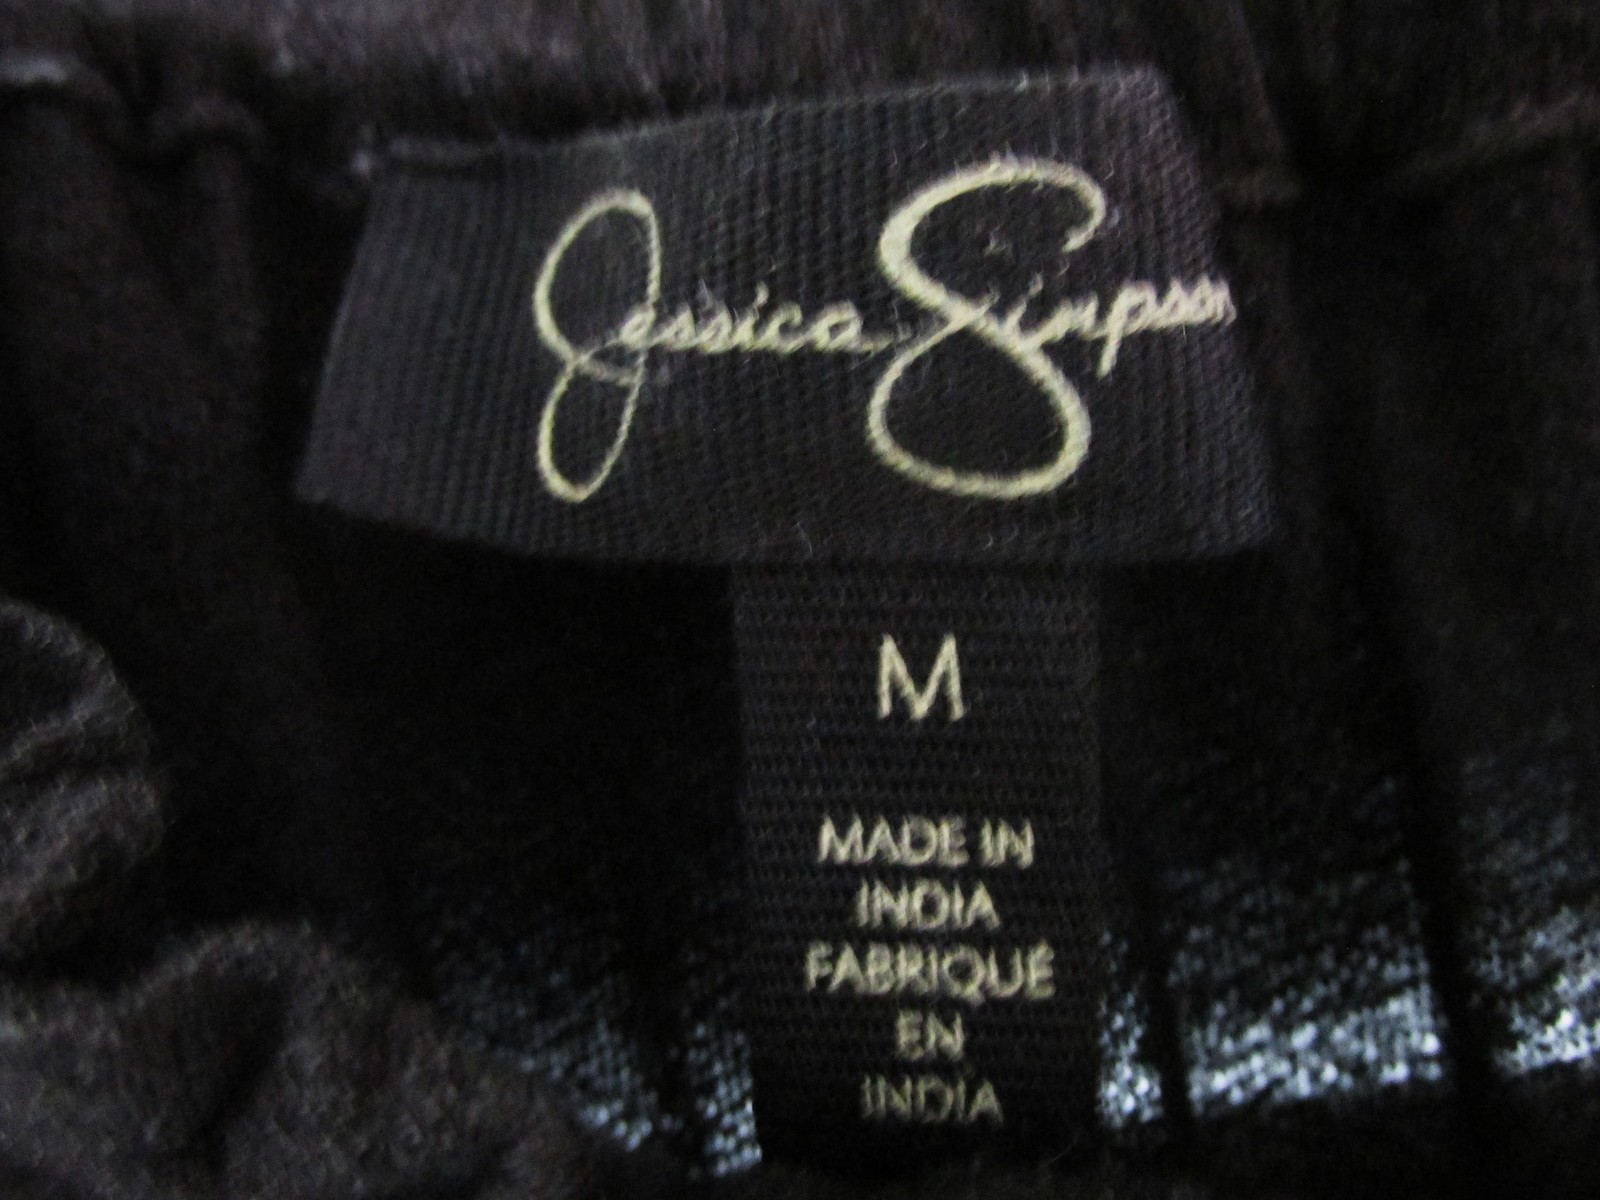 Jessica Simpson
M
MADE IN
INDIA
FABRIQUÉ
EN
INDIA